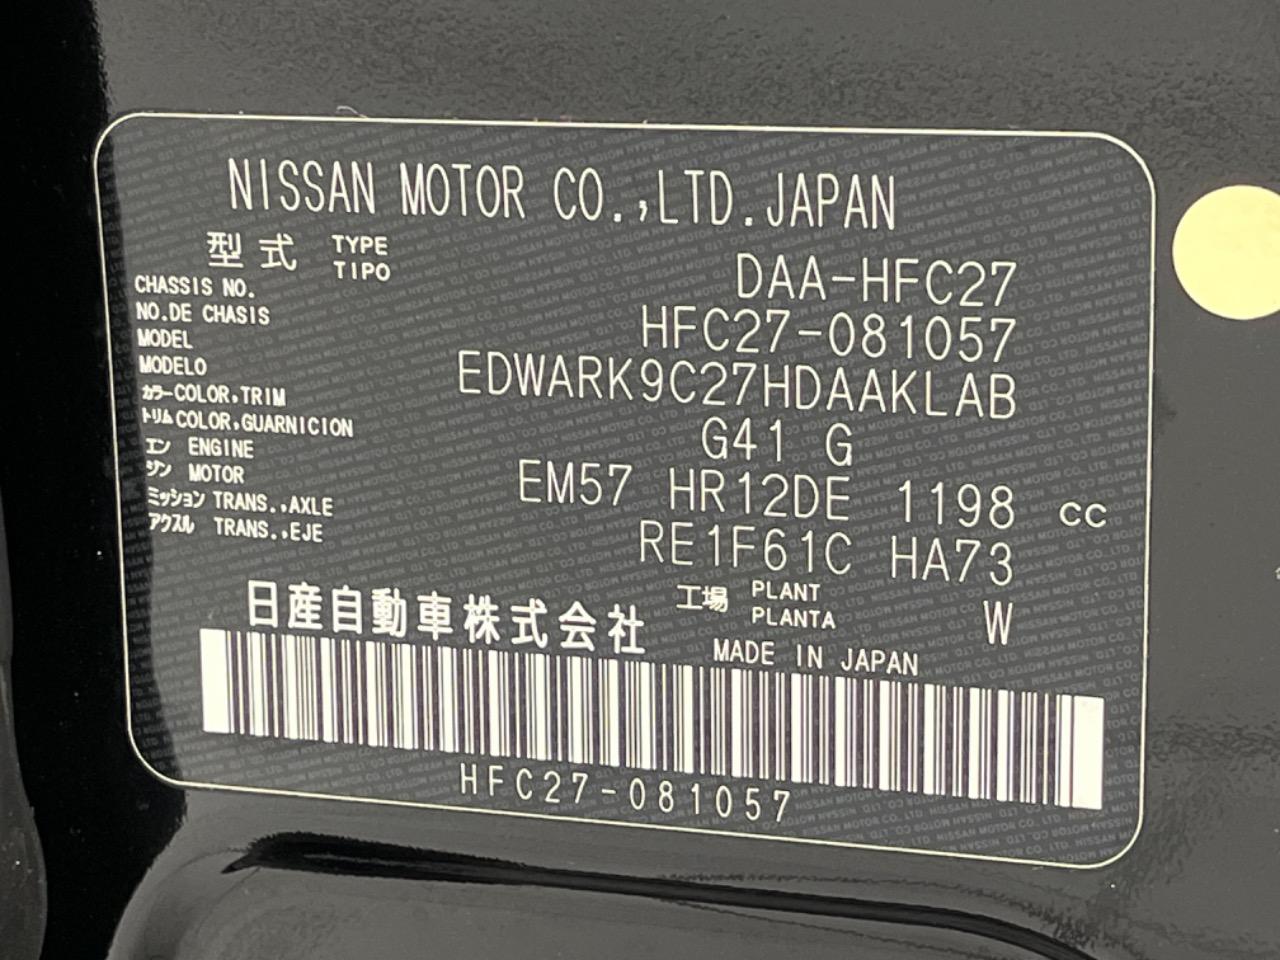 NISSAN MOTOR CO.,LTD.JAPAN
型式 TYPE TIPO DAA-HFC27
CHASSIS NO.
NO.DE CHASIS HFC27-081057
MODEL
MODELO EDWARK9C27HDAAKLAB
カラー COLOR,TRIM
トリム COLOR,GUARNICION G41 G
エン ENGINE
ジン MOTOR EM57 HR12DE 1198 cc
ミッション TRANS.,AXLE
アクスル TRANS.,EJE RE1F61C HA73
日産自動車株式会社 工場 PLANT PLANTA W
MADE IN JAPAN
HFC27-081057